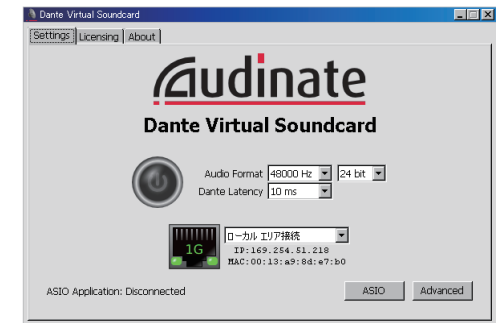 Dante Virtual Soundcard
Settings Licensing About
Audinate
Dante Virtual Soundcard
Audio Format 48000 Hz 24 bit
Dante Latency 10 ms
ローカル エリア接続
1G
IP:169.254.51.218
MAC:00:13:a9:8d:e7:b0
ASIO Application: Disconnected ASIO Advanced